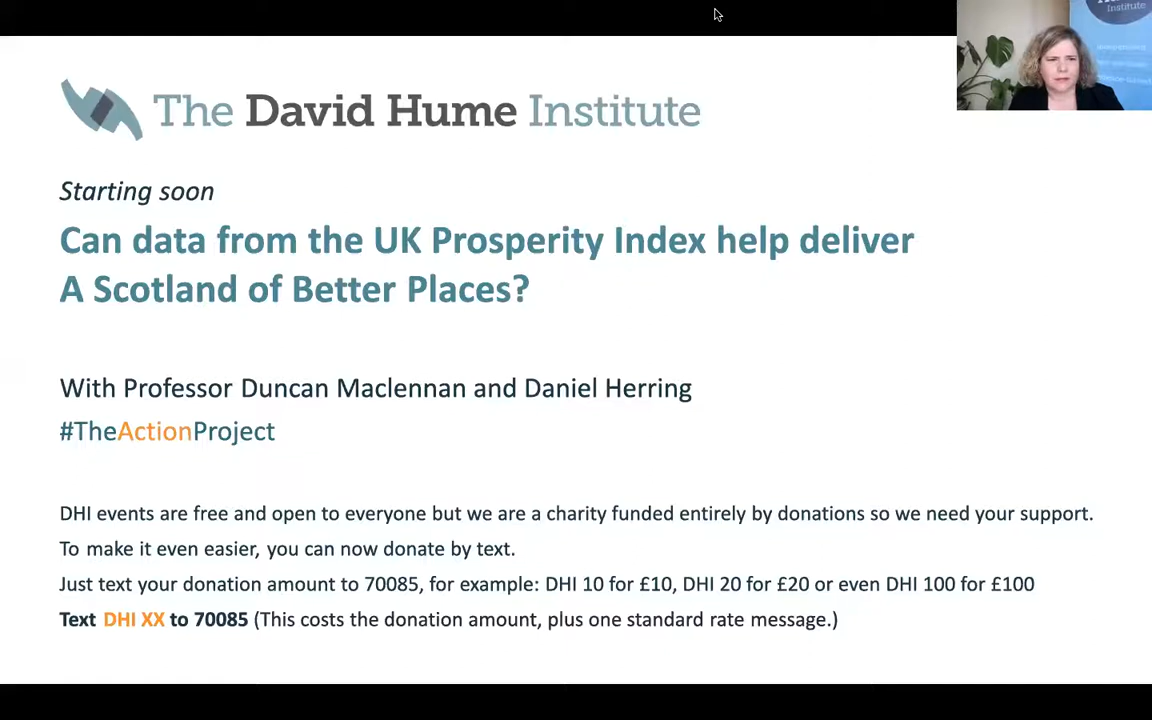 The David Hume Institute
Institute
Starting soon
Can data from the UK Prosperity Index help deliver
A Scotland of Better Places?
With Professor Duncan Maclennan and Daniel Herring
#TheActionProject
DHI events are free and open to everyone but we are a charity funded entirely by donations so we need your support.
To make it even easier, you can now donate by text.
Just text your donation amount to 70085, for example: DHI 10 for £10, DHI 20 for £20 or even DHI 100 for £100
Text DHI XX to 70085 (This costs the donation amount, plus one standard rate message.)